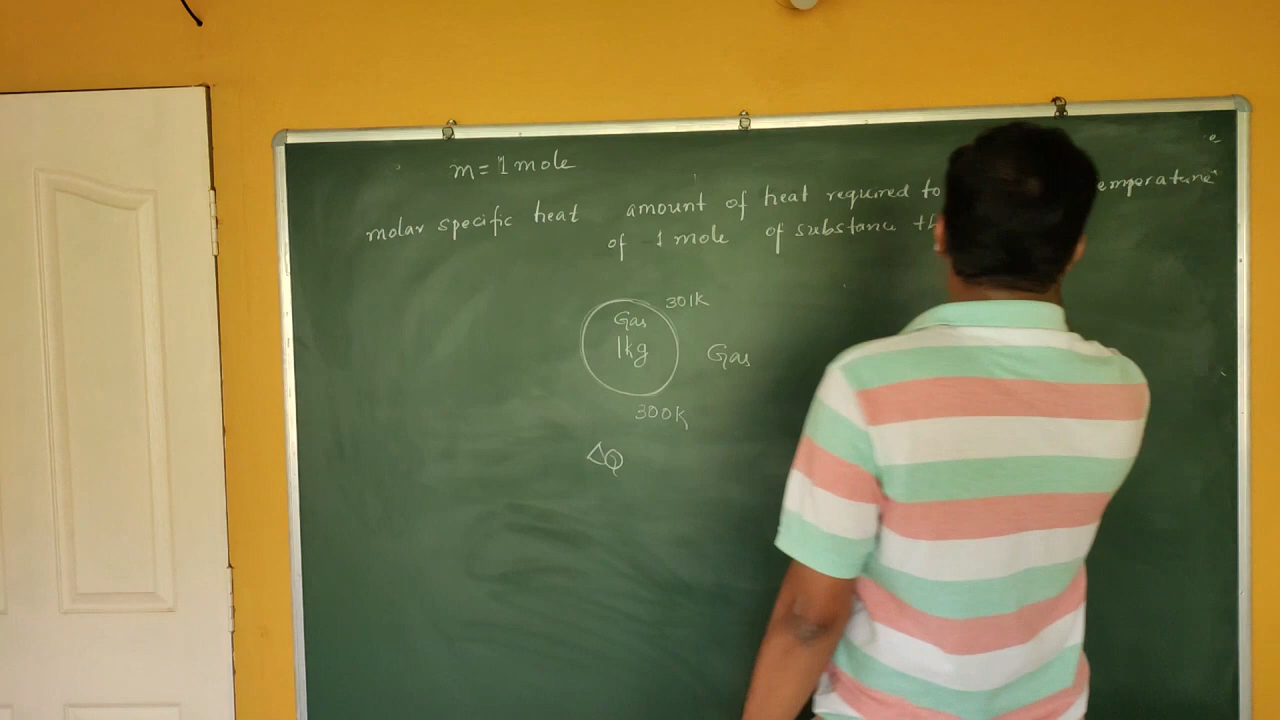 m = 1 mole
molar specific heat amount of heat required to emperature
of 1 mole of substance th
301k
Gas
1kg
Gas
300k
ΔQ